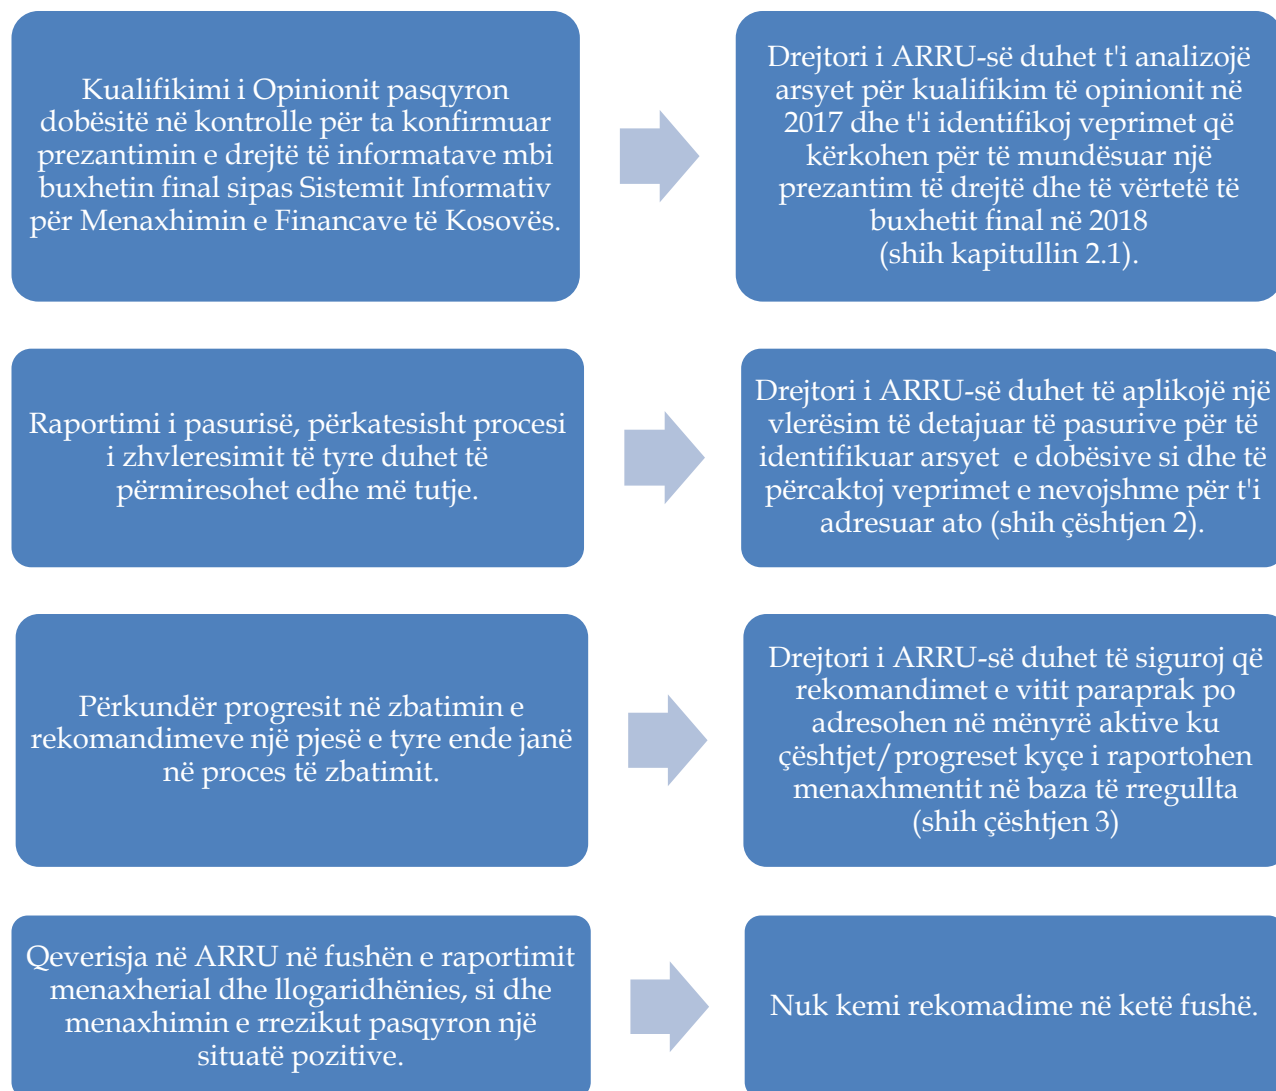 Kualifikimi i Opinionit pasqyron
dobësitë në kontrolle për ta konfirmuar
prezantimin e drejtë të informatave mbi
buxhetin final sipas Sistemit Informativ
për Menaxhimin e Financave të Kosovës.
Drejtori i ARRU-së duhet t'i analizojë
arsyet për kualifikim të opinionit në
2017 dhe t'i identifikoj veprimet që
kërkohen për të mundësuar një
prezantim të drejtë dhe të vërtetë të
buxhetit final në 2018
(shih kapitullin 2.1).
Raportimi i pasurisë, përkatesisht procesi
i zhvleresimit të tyre duhet të
përmiresohet edhe më tutje.
Drejtori i ARRU-së duhet të aplikojë një
vlerësim të detajuar të pasurive për të
identifikuar arsyet e dobësive si dhe të
përcaktoj veprimet e nevojshme për t'i
adresuar ato (shih çështjen 2).
Përkundër progresit në zbatimin e
rekomandimeve një pjesë e tyre ende janë
në proces të zbatimit.
Drejtori i ARRU-së duhet të siguroj që
rekomandimet e vitit paraprak po
adresohen në mënyrë aktive ku
çështjet/progreset kyçe i raportohen
menaxhmentit në baza të rregullta
(shih çështjen 3)
Qeverisja në ARRU në fushën e raportimit
menaxherial dhe llogaridhënies, si dhe
menaxhimin e rrezikut pasqyron një
situatë pozitive.
Nuk kemi rekomadime në ketë fushë.